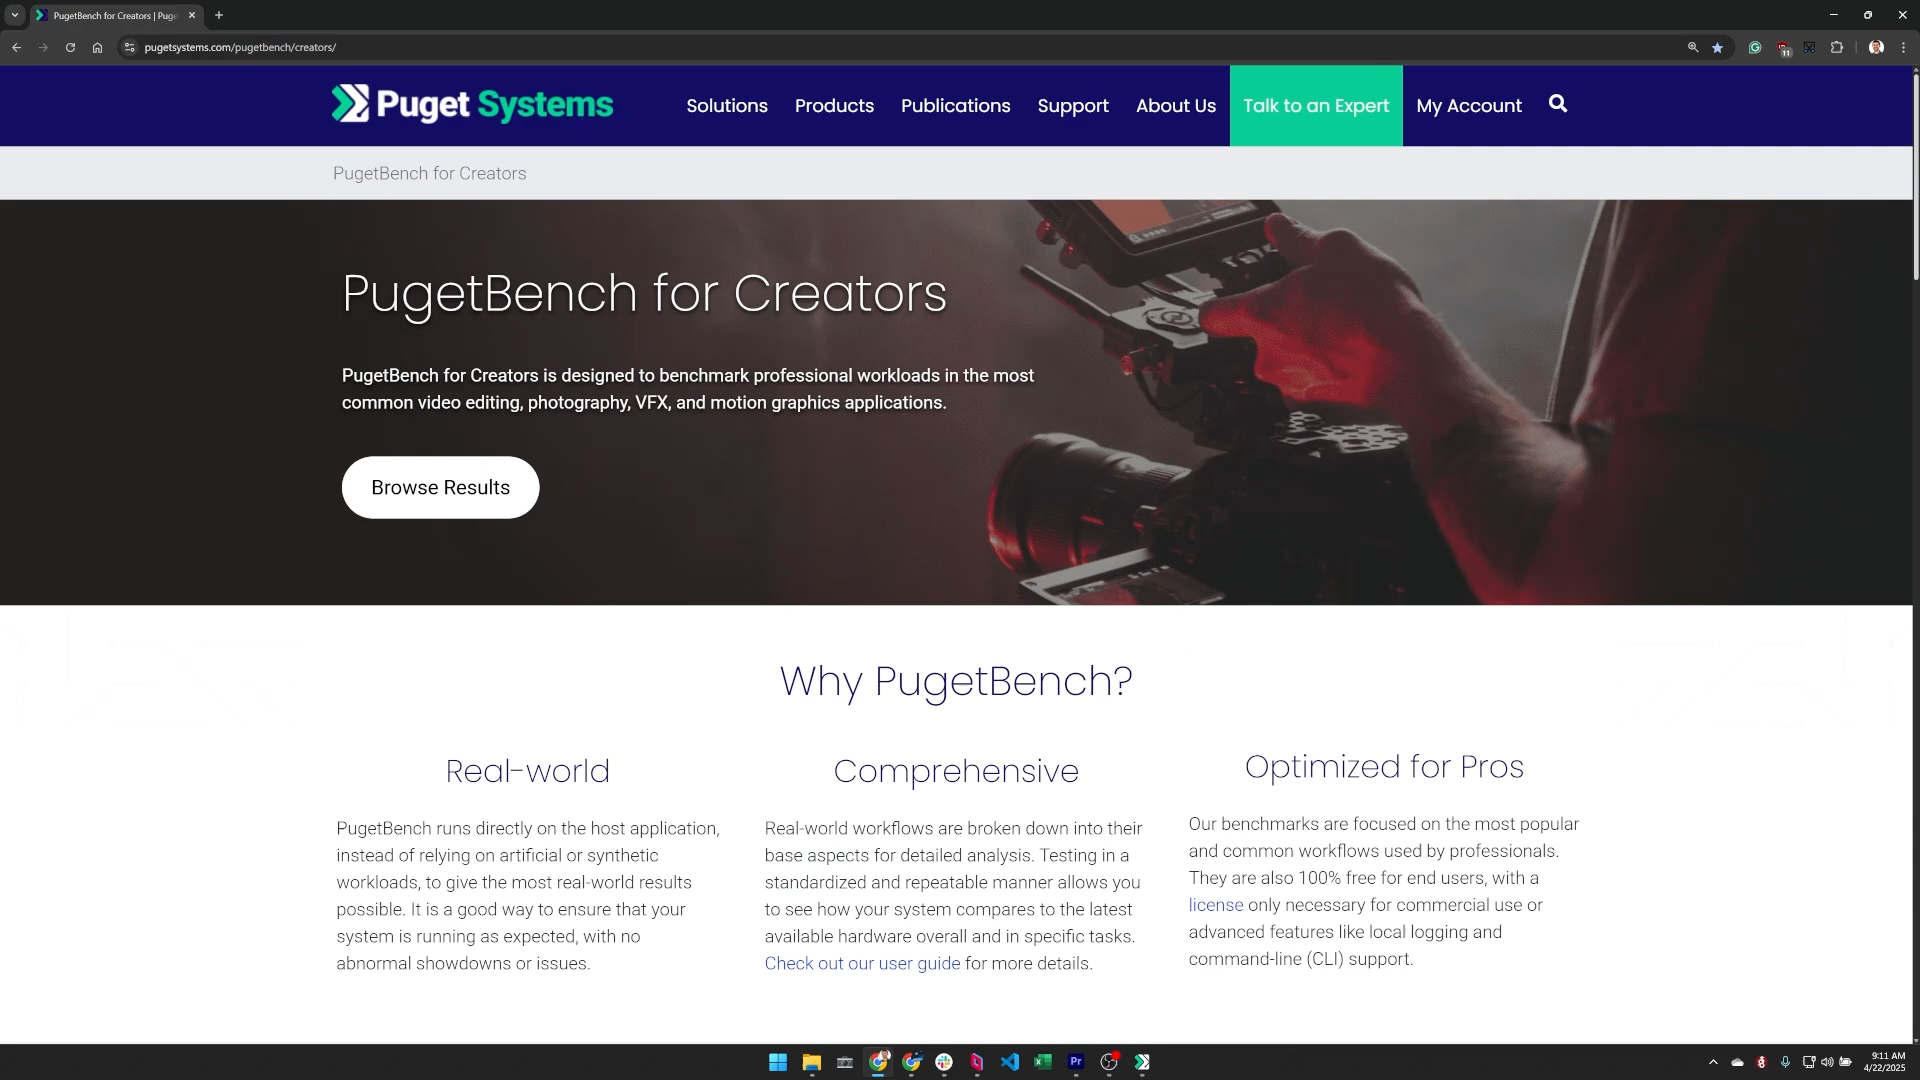 PugetBench for Creators | Puge
pugetsystems.com/pugetbench/creators/
11
Puget Systems
Solutions Products Publications Support About Us Talk to an Expert My Account
PugetBench for Creators
PugetBench for Creators
PugetBench for Creators is designed to benchmark professional workloads in the most
common video editing, photography, VFX, and motion graphics applications.
Browse Results
Why PugetBench?
Real-world
PugetBench runs directly on the host application,
instead of relying on artificial or synthetic
workloads, to give the most real-world results
possible. It is a good way to ensure that your
system is running as expected, with no
abnormal showdowns or issues.
Comprehensive
Real-world workflows are broken down into their
base aspects for detailed analysis. Testing in a
standardized and repeatable manner allows you
to see how your system compares to the latest
available hardware overall and in specific tasks.
Check out our user guide for more details.
Optimized for Pros
Our benchmarks are focused on the most popular
and common workflows used by professionals.
They are also 100% free for end users, with a
license only necessary for commercial use or
advanced features like local logging and
command-line (CLI) support.
Pr
9:11 AM
4/22/2025